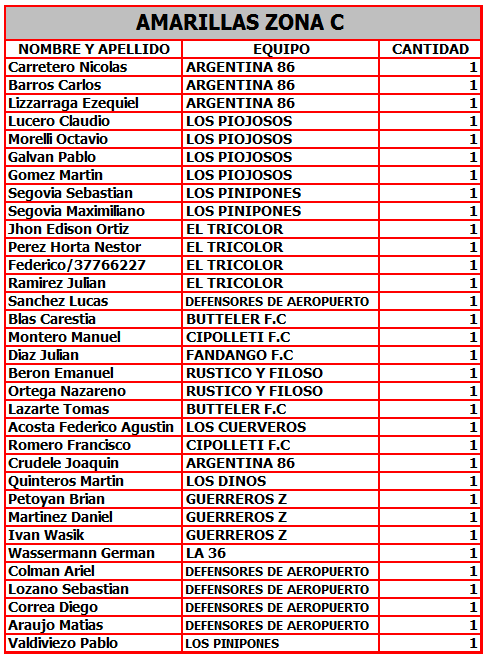 AMARILLAS ZONA C
NOMBRE Y APELLIDO EQUIPO CANTIDAD
Carretero Nicolas ARGENTINA 86 1
Barros Carlos ARGENTINA 86 1
Lizzarraga Ezequiel ARGENTINA 86 1
Lucero Claudio LOS PIOJOSOS 1
Morelli Octavio LOS PIOJOSOS 1
Galvan Pablo LOS PIOJOSOS 1
Gomez Martin LOS PIOJOSOS 1
Segovia Sebastian LOS PINIPONES 1
Segovia Maximiliano LOS PINIPONES 1
Jhon Edison Ortiz EL TRICOLOR 1
Perez Horta Nestor EL TRICOLOR 1
Federico/37766227 EL TRICOLOR 1
Ramirez Julian EL TRICOLOR 1
Sanchez Lucas DEFENSORES DE AEROPUERTO 1
Blas Carestia BUTTELER F.C 1
Montero Manuel CIPOLLETI F.C 1
Diaz Julian FANDANGO F.C 1
Beron Emanuel RUSTICO Y FILOSO 1
Ortega Nazareno RUSTICO Y FILOSO 1
Lazarte Tomas BUTTELER F.C 1
Acosta Federico Agustin LOS CUERVEROS 1
Romero Francisco CIPOLLETI F.C 1
Crudele Joaquin ARGENTINA 86 1
Quinteros Martin LOS DINOS 1
Petoyan Brian GUERREROS Z 1
Martinez Daniel GUERREROS Z 1
Ivan Wasik GUERREROS Z 1
Wassermann German LA 36 1
Colman Ariel DEFENSORES DE AEROPUERTO 1
Lozano Sebastian DEFENSORES DE AEROPUERTO 1
Correa Diego DEFENSORES DE AEROPUERTO 1
Araujo Matias DEFENSORES DE AEROPUERTO 1
Valdiviezo Pablo LOS PINIPONES 1